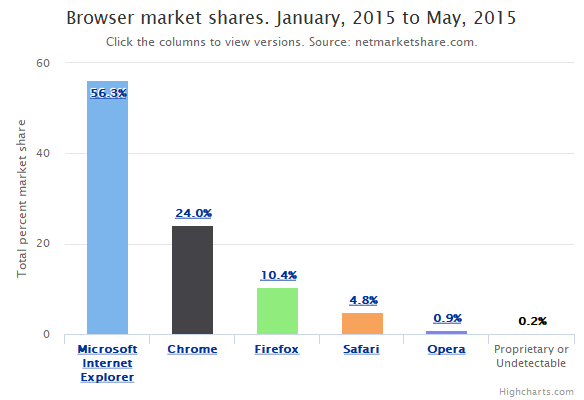 Browser market shares. January, 2015 to May, 2015
Click the columns to view versions. Source: netmarketshare.com.
Total percent market share
60
40
20
0
56.3%
24.0%
10.4%
4.8%
0.9%
0.2%
Microsoft
Internet
Explorer
Chrome
Firefox
Safari
Opera
Proprietary or
Undetectable
Highcharts.com